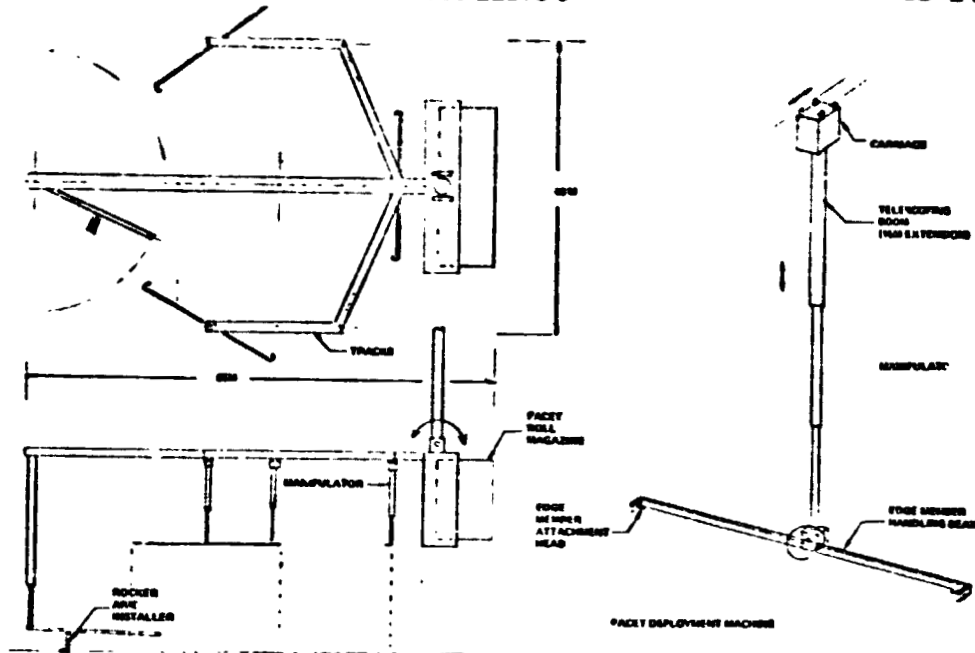 CARRIAGE
TELESCOPING
BOOM
EXTENSION)
TRACKS
MANIPULATOR
FACET
ROLL
MAGAZINE
MANIPULATOR
EDGE
MEMBER
ATTACHMENT
HEAD
EDGE MEMBER
HANDLING BEAM
ROCKER
ARM
INSTALLER
FACET DEPLOYMENT MACHINE